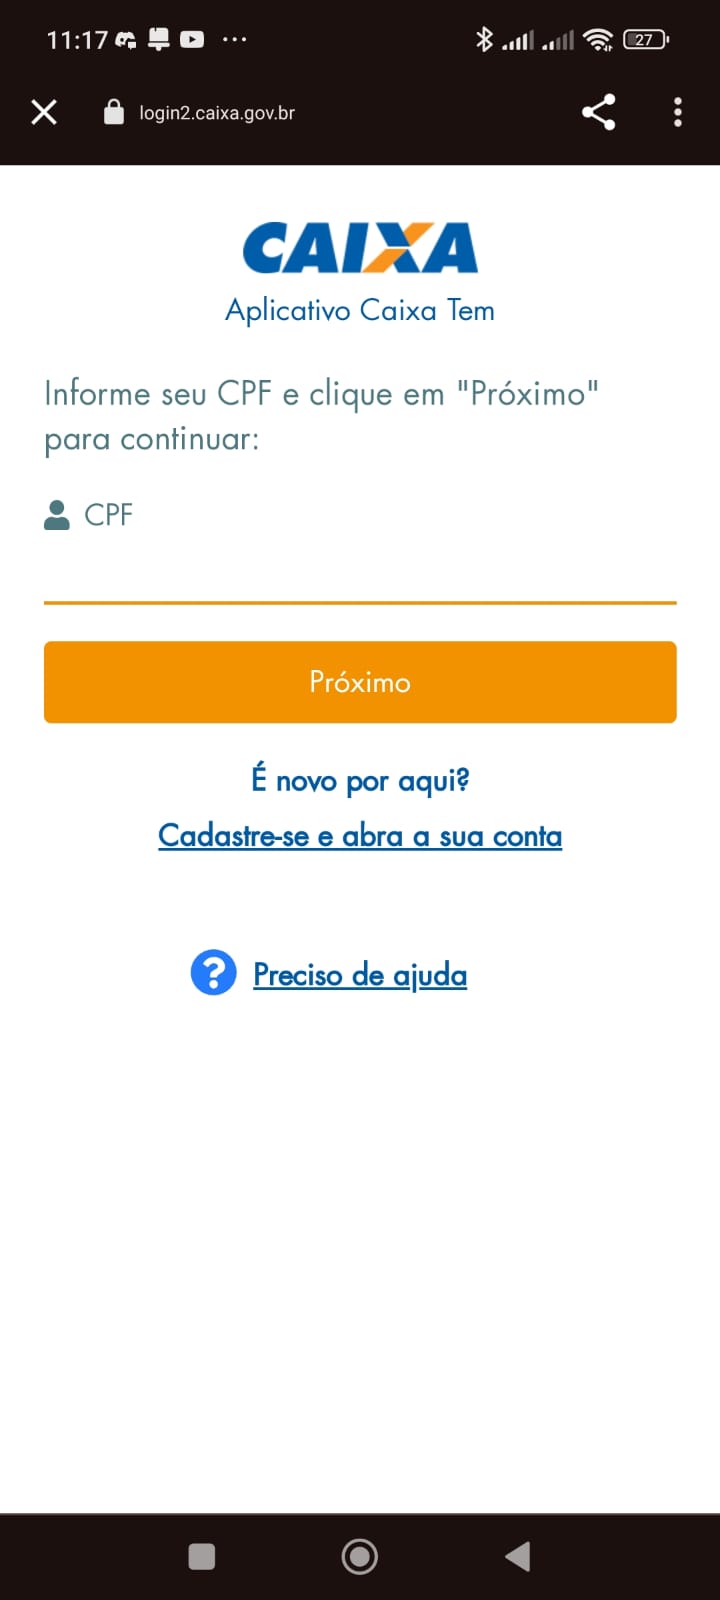 11:17 ...
27
login2.caixa.gov.br
CAIXA
Aplicativo Caixa Tem
Informe seu CPF e clique em "Próximo"
para continuar:
CPF
Próximo
É novo por aqui?
Cadastre-se e abra a sua conta
? Preciso de ajuda